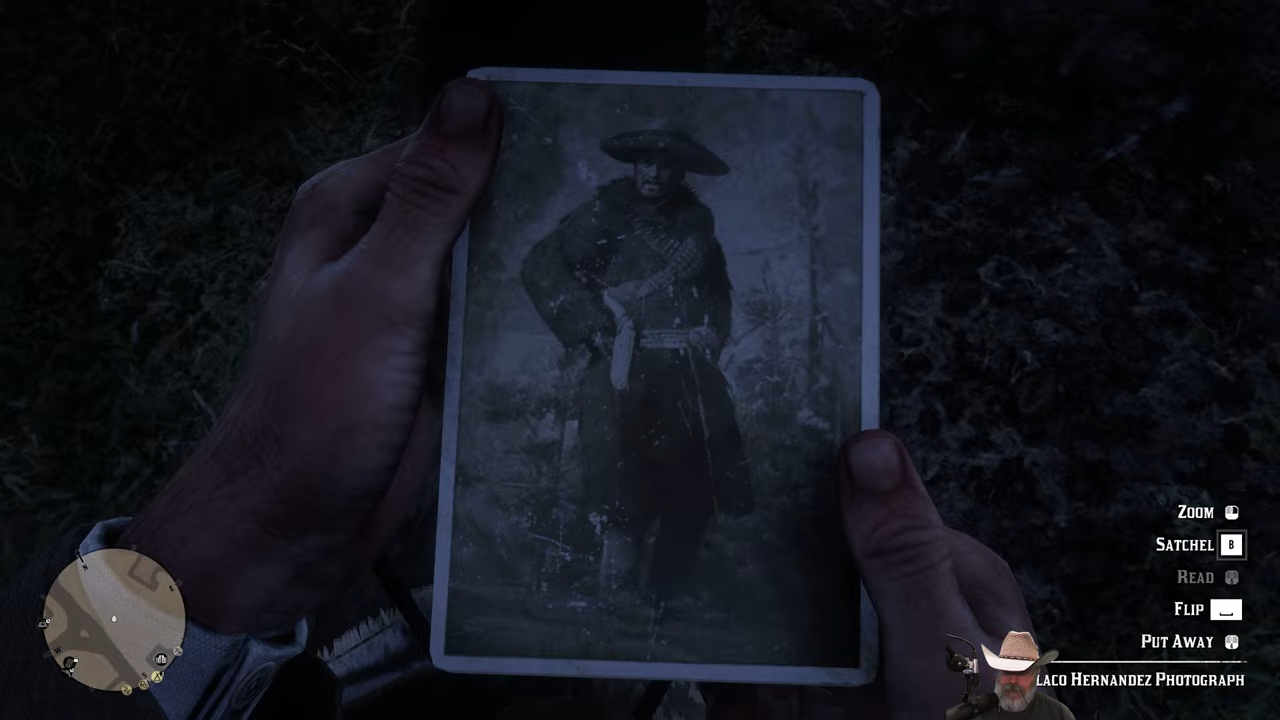 ZOOM
SATCHEL B
READ
FLIP
PUT AWAY
LACO HERNANDEZ PHOTOGRAPH